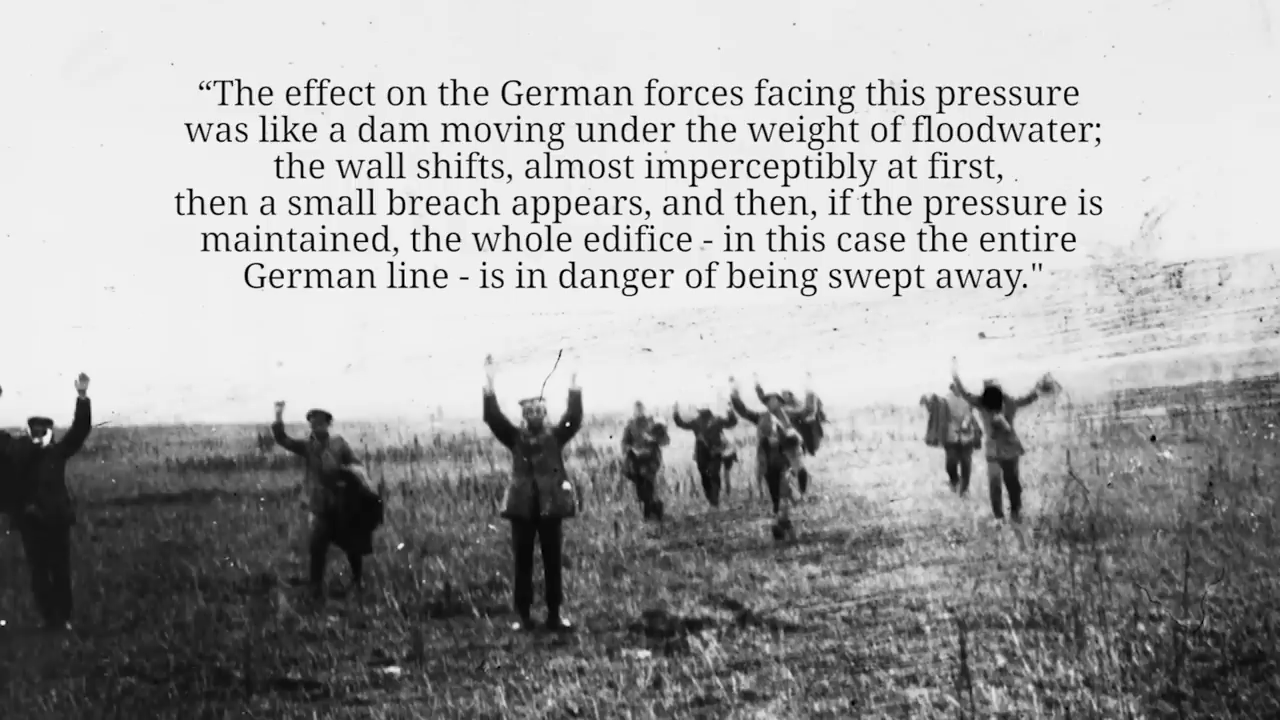 “The effect on the German forces facing this pressure
was like a dam moving under the weight of floodwater;
the wall shifts, almost imperceptibly at first,
then a small breach appears, and then, if the pressure is
maintained, the whole edifice - in this case the entire
German line - is in danger of being swept away."